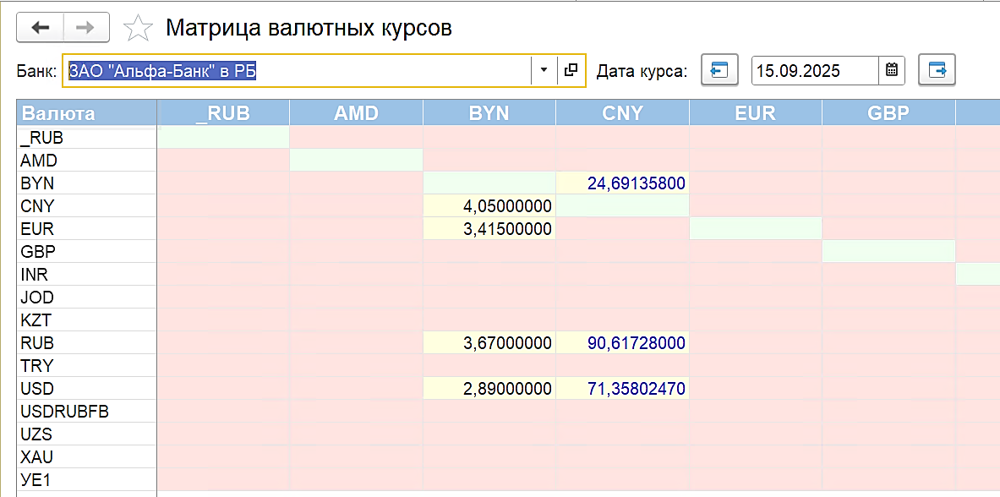 Матрица валютных курсов
Банк: ЗАО "Альфа-Банк" в РБ Дата курса: 15.09.2025
Валюта _RUB AMD BYN CNY EUR GBP
_RUB
AMD
BYN 24,69135800
CNY 4,05000000
EUR 3,41500000
GBP
INR
JOD
KZT
RUB 3,67000000 90,61728000
TRY
USD 2,89000000 71,35802470
USDRUBFB
UZS
XAU
УЕ1